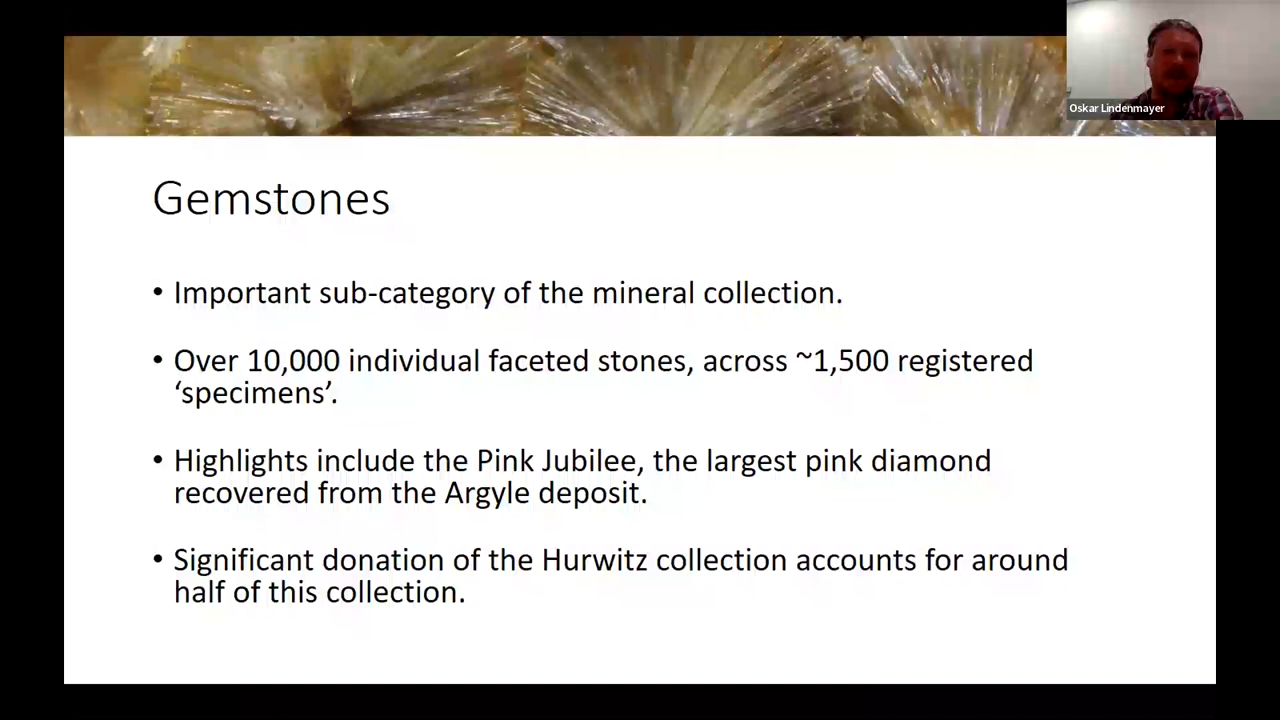 Oskar Lindenmayer
Gemstones
• Important sub-category of the mineral collection.
• Over 10,000 individual faceted stones, across ~1,500 registered
‘specimens’.
• Highlights include the Pink Jubilee, the largest pink diamond
recovered from the Argyle deposit.
• Significant donation of the Hurwitz collection accounts for around
half of this collection.